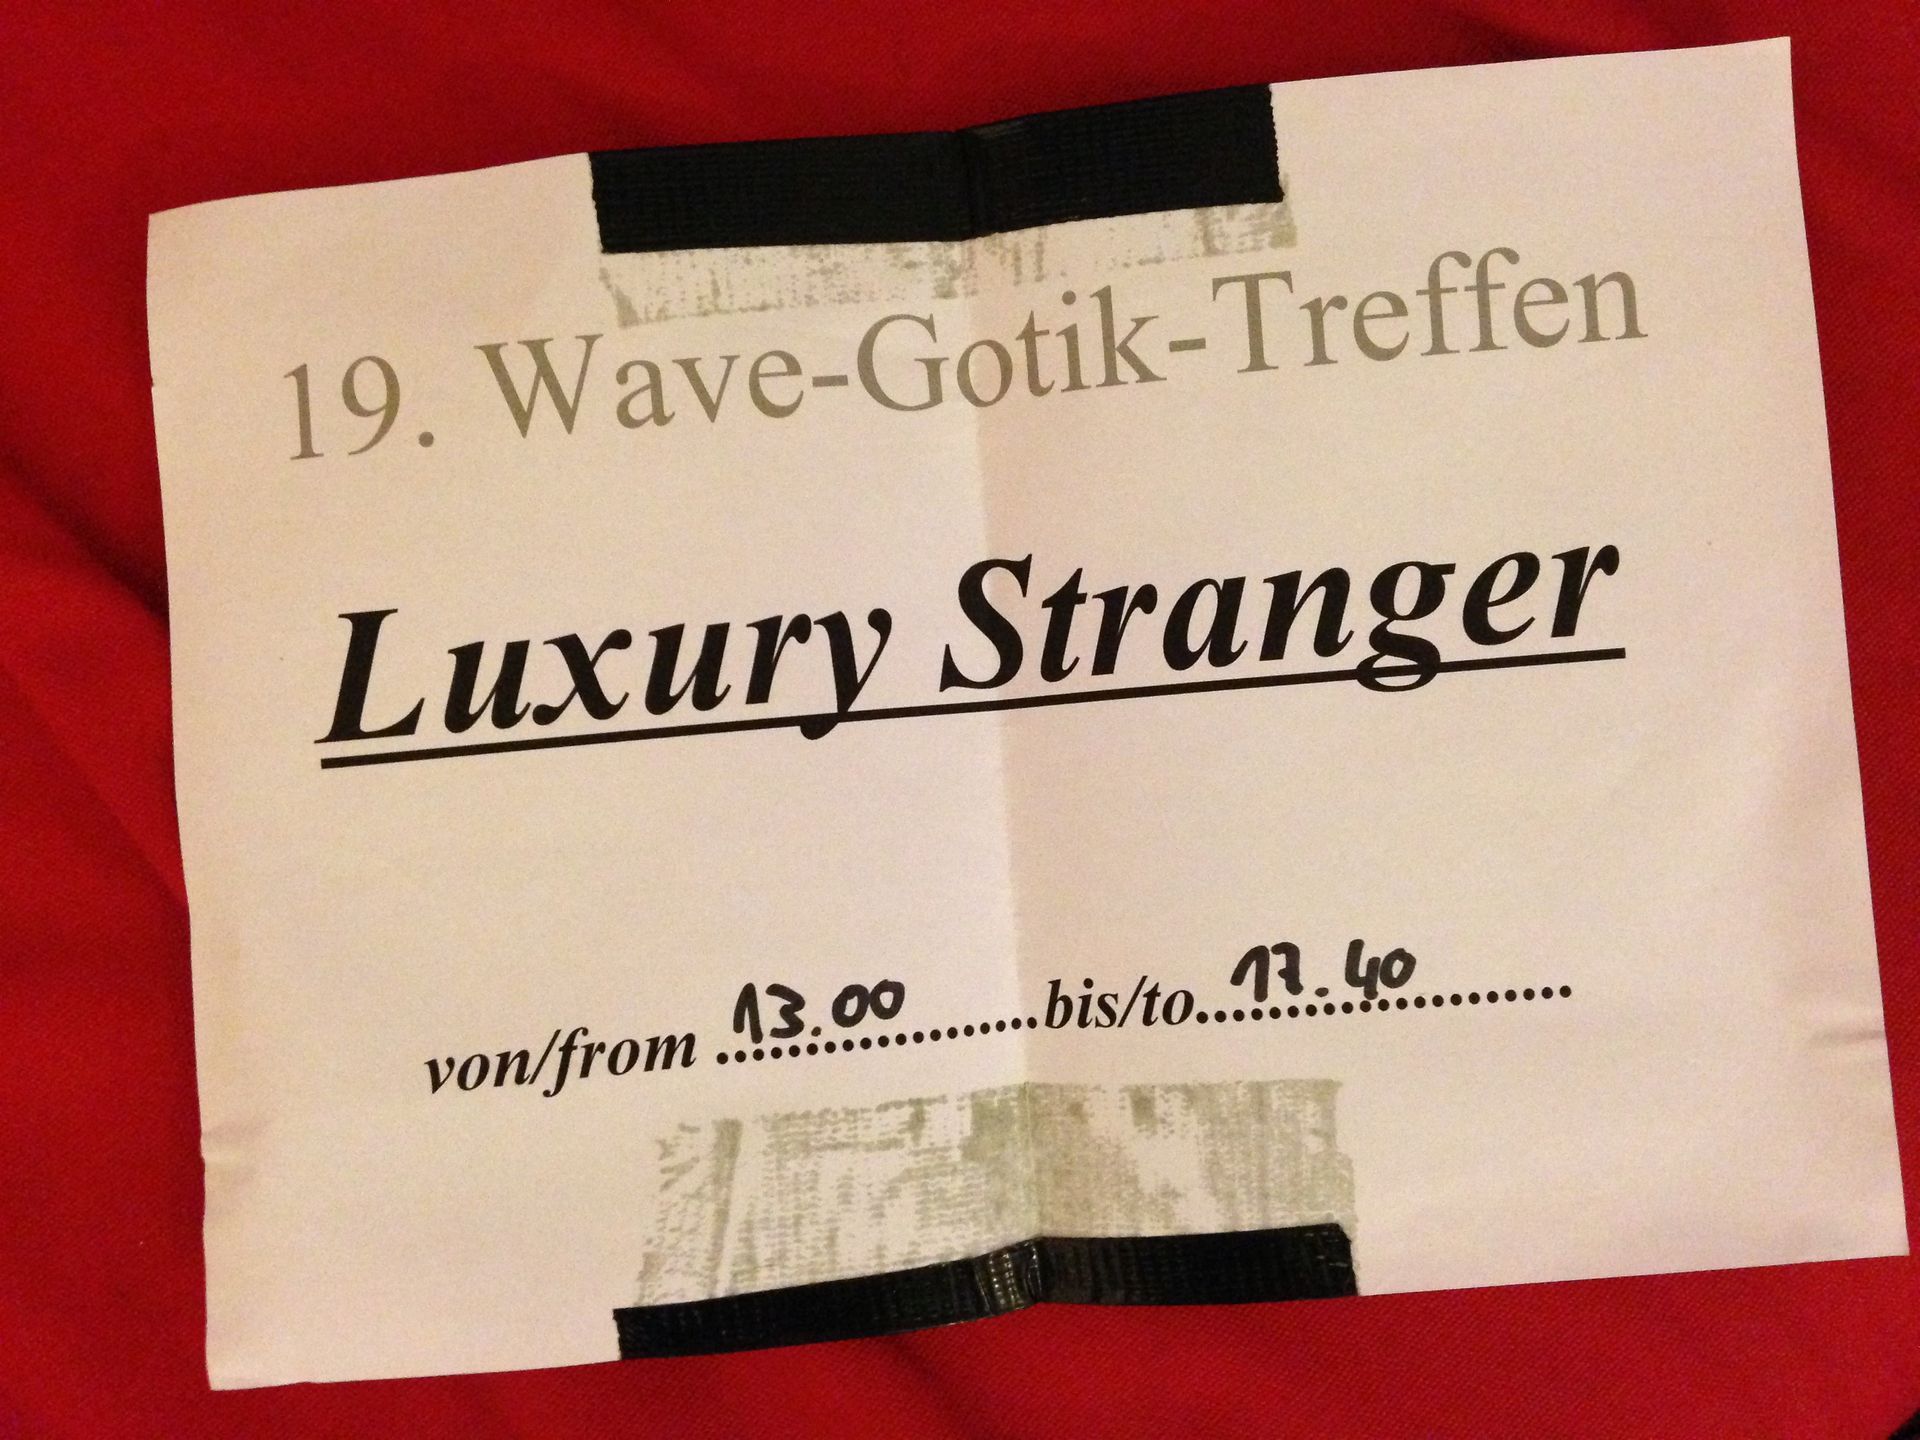 19. Wave-Gotik-Treffen
Luxury Stranger
von/from 13.00 ..................bis/to 17.40 .....................